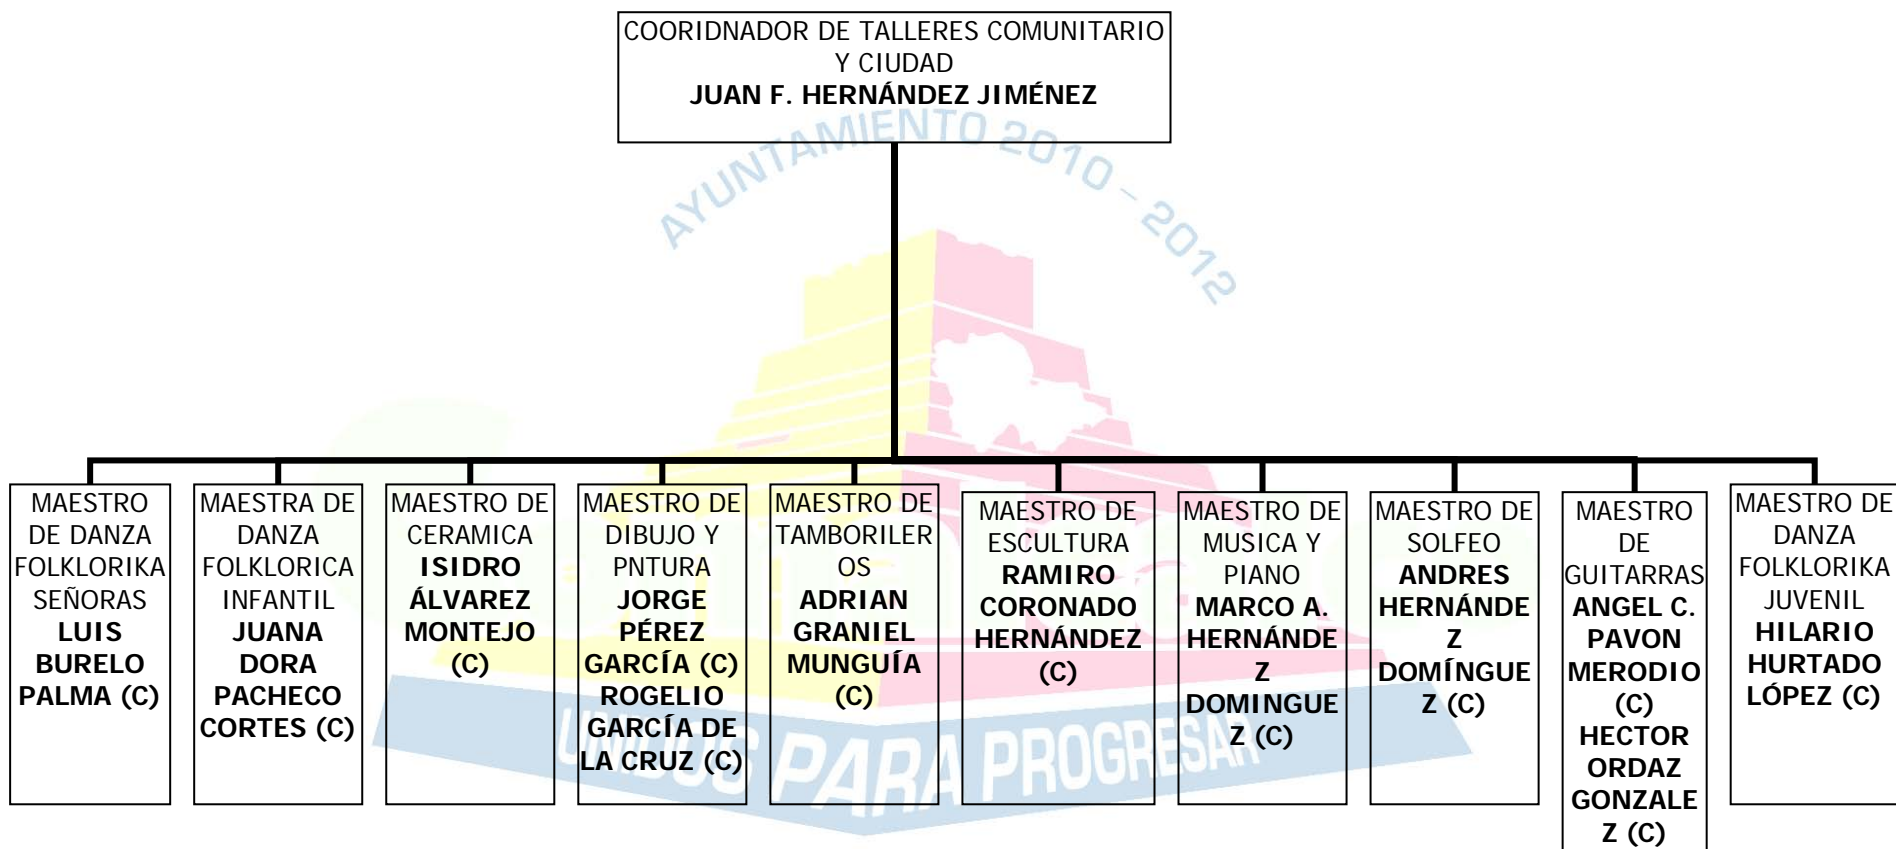 COORIDNADOR DE TALLERES COMUNITARIO
Y CIUDAD
JUAN F. HERNÁNDEZ JIMÉNEZ
AYUNTAMIENTO 2010 - 2012
MAESTRO
DE DANZA
FOLKLORIKA
SEÑORAS
LUIS
BURELO
PALMA (C)
MAESTRA DE
DANZA
FOLKLORICA
INFANTIL
JUANA
DORA
PACHECO
CORTES (C)
MAESTRO DE
CERAMICA
ISIDRO
ÁLVAREZ
MONTEJO
(C)
MAESTRO DE
DIBUJO Y
PNTURA
JORGE
PÉREZ
GARCÍA (C)
ROGELIO
GARCÍA DE
LA CRUZ (C)
MAESTRO DE
TAMBORILER
OS
ADRIAN
GRANIEL
MUNGUÍA
(C)
MAESTRO DE
ESCULTURA
RAMIRO
CORONADO
HERNÁNDEZ
(C)
MAESTRO DE
MUSICA Y
PIANO
MARCO A.
HERNÁNDE
Z
DOMINGUE
Z (C)
MAESTRO DE
SOLFEO
ANDRES
HERNÁNDE
Z
DOMÍNGUE
Z (C)
MAESTRO
DE
GUITARRAS
ANGEL C.
PAVON
MERODIO
(C)
HECTOR
ORDAZ
GONZALE
Z (C)
MAESTRO DE
DANZA
FOLKLORIKA
JUVENIL
HILARIO
HURTADO
LÓPEZ (C)
UNIDOS PARA PROGRESAR